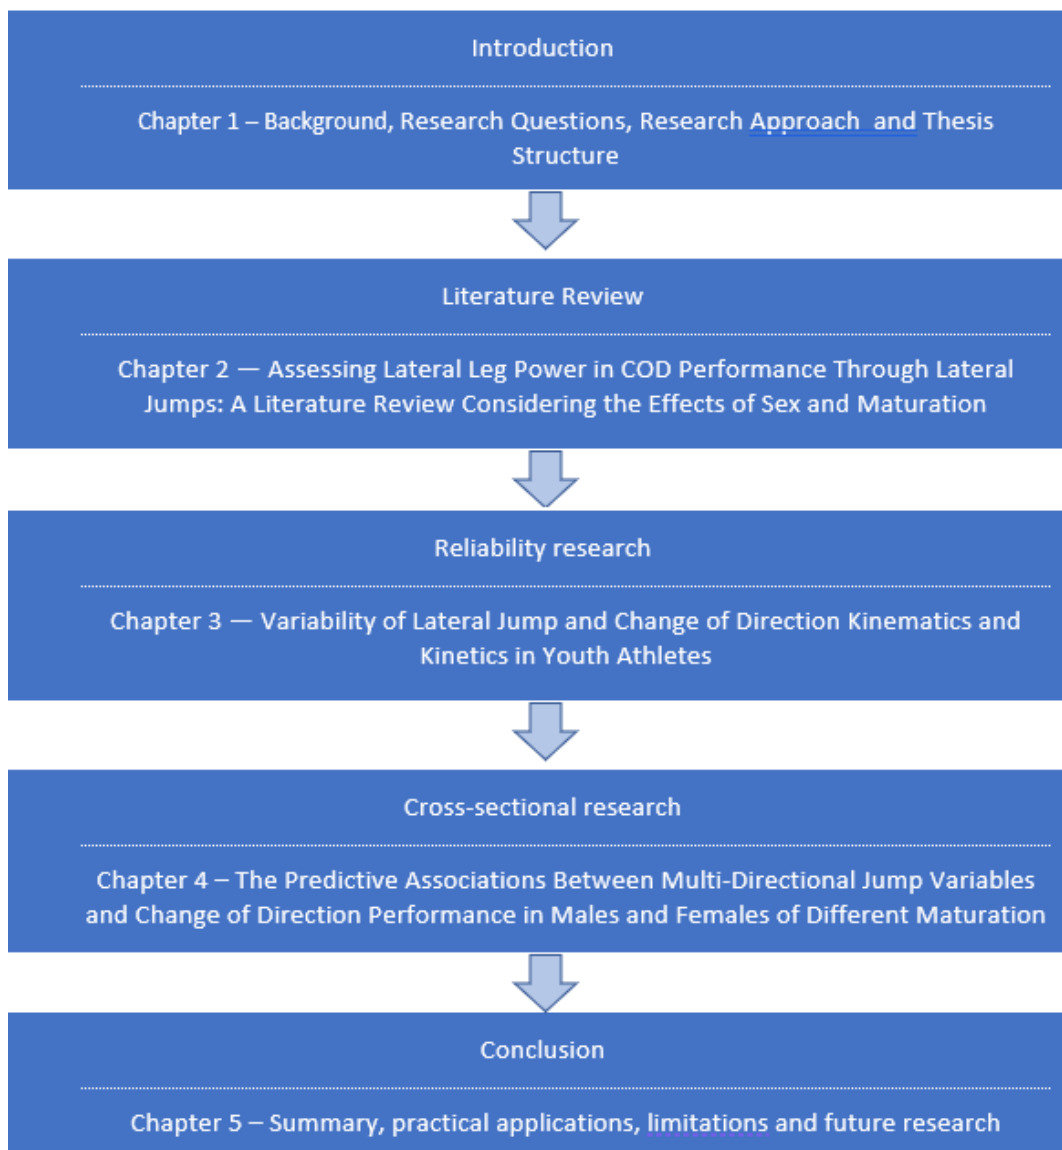 Introduction
Chapter 1 – Background, Research Questions, Research Approach  and Thesis
Structure
Literature Review
Chapter 2 — Assessing Lateral Leg Power in COD Performance Through Lateral
Jumps: A Literature Review Considering the Effects of Sex and Maturation
Reliability research
Chapter 3 — Variability of Lateral Jump and Change of Direction Kinematics and
Kinetics in Youth Athletes
Cross-sectional research
Chapter 4 – The Predictive Associations Between Multi-Directional Jump Variables
and Change of Direction Performance in Males and Females of Different Maturation
Conclusion
Chapter 5 – Summary, practical applications, limitations and future research